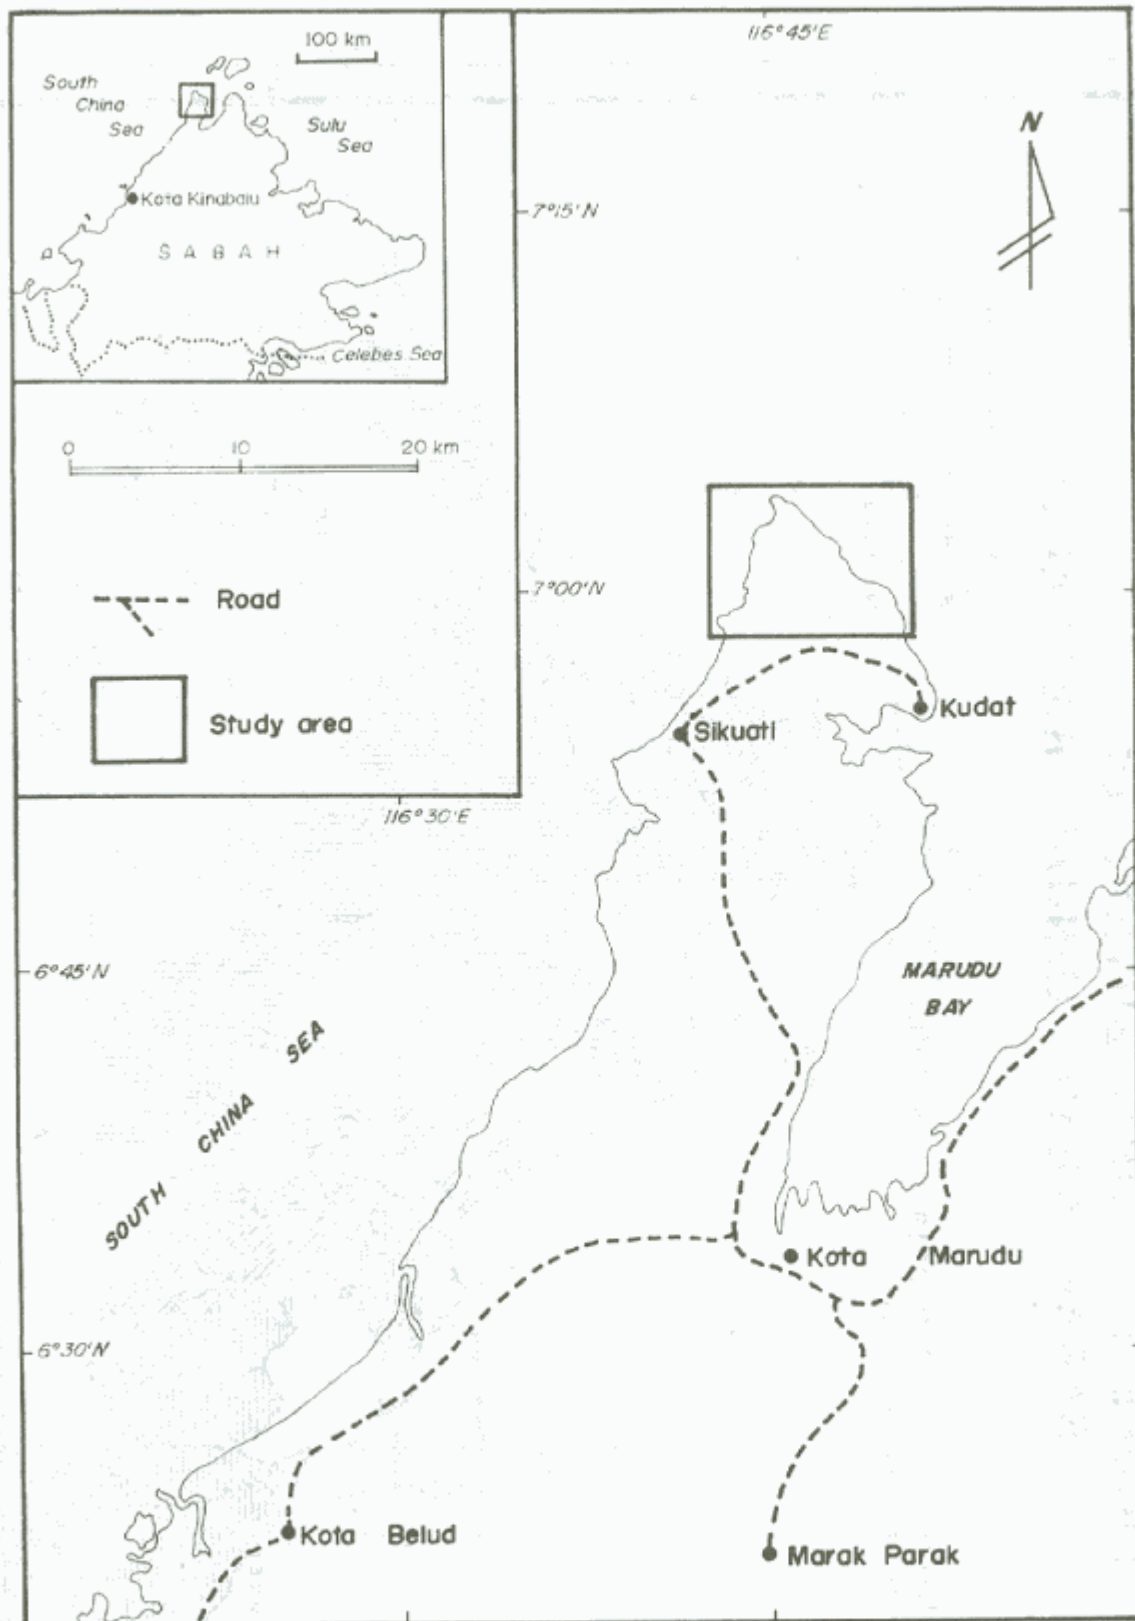 116°45'E
100 km
South
China
Sea
Sulu
Sea
N
Kota Kinabalu
7°15'N
SABAH
Celebes Sea
0 10 20 km
7°00'N
Road
Study area
Kudat
Sikuati
116°30'E
6°45'N
MARUDU
BAY
SOUTH CHINA SEA
Kota Marudu
6°30'N
Kota Belud
Marak Parak